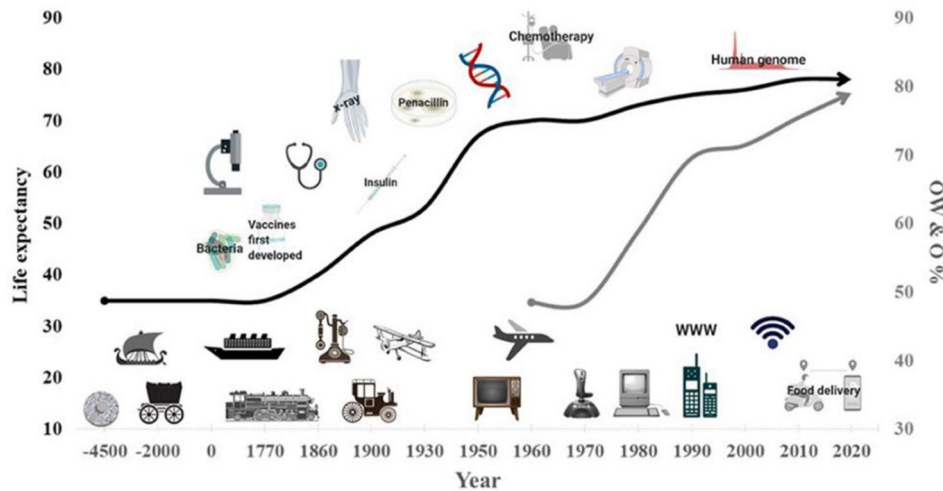 90
80
70
60
50
40
30
20
10
Life expectancy
90
80
70
60
50
40
30
OW & O %
Chemotherapy
Human genome
x-ray
Penacillin
Insulin
Vaccines
first
developed
Bacteria
WWW
Food delivery
-4500 -2000 0 1770 1860 1900 1930 1950 1960 1970 1980 1990 2000 2010 2020
Year